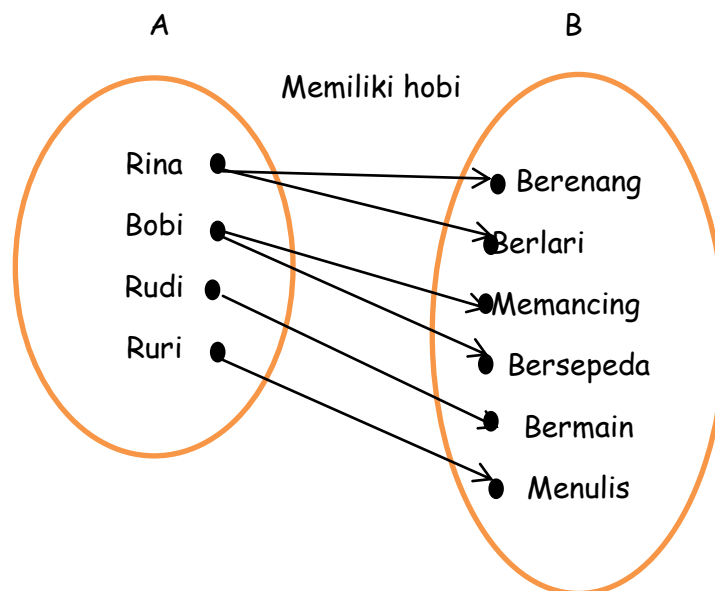 A
B
Memiliki hobi
Rina
Bobi
Rudi
Ruri
Berenang
Berlari
Memancing
Bersepeda
Bermain
Menulis